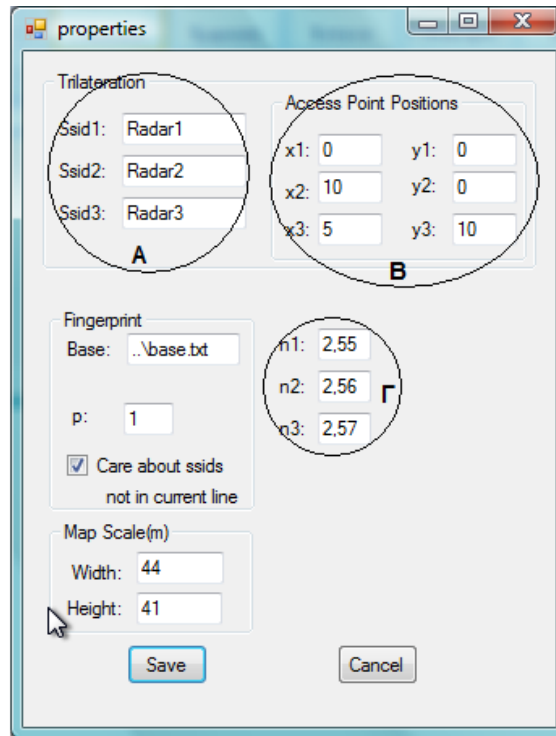 properties
Trilateration
Ssid1: Radar1
Ssid2: Radar2
Ssid3: Radar3
A
Access Point Positions
x1: 0 y1: 0
x2: 10 y2: 0
x3: 5 y3: 10
B
Fingerprint
Base: ..\base.txt
p: 1
Care about ssids
not in current line
n1: 2,55
n2: 2,56
n3: 2,57
Γ
Map Scale(m)
Width: 44
Height: 41
Save Cancel